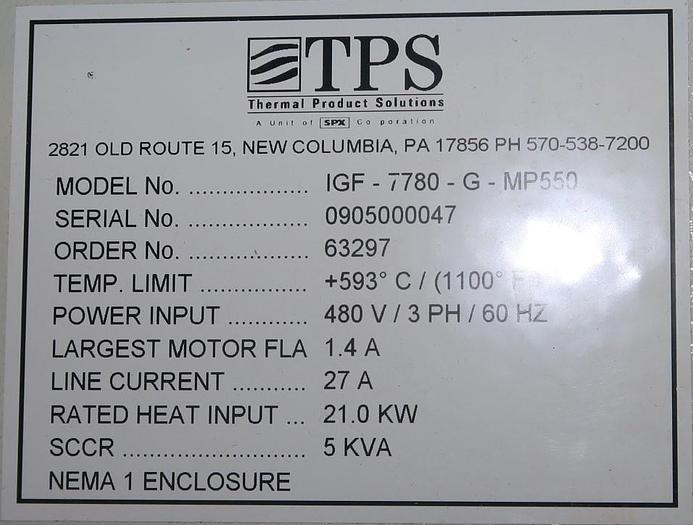 TPS
Thermal Product Solutions
A Unit of SPX Corporation
2821 OLD ROUTE 15, NEW COLUMBIA, PA 17856 PH 570-538-7200
MODEL No. .................. IGF - 7780 - G - MP550
SERIAL No. .................. 0905000047
ORDER No. ................... 63297
TEMP. LIMIT ................ +593° C / (1100° F)
POWER INPUT ............ 480 V / 3 PH / 60 HZ
LARGEST MOTOR FLA 1.4 A
LINE CURRENT ........... 27 A
RATED HEAT INPUT ... 21.0 KW
SCCR ............................ 5 KVA
NEMA 1 ENCLOSURE